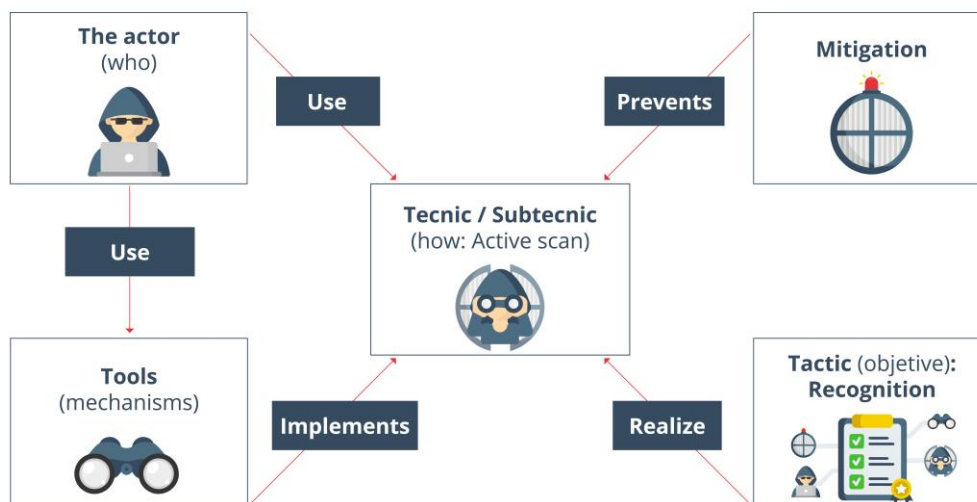 The actor
(who)
Use
Prevents
Mitigation
Use
Tecnic / Subtecnic
(how: Active scan)
Tools
(mechanisms)
Implements
Realize
Tactic (objetive):
Recognition